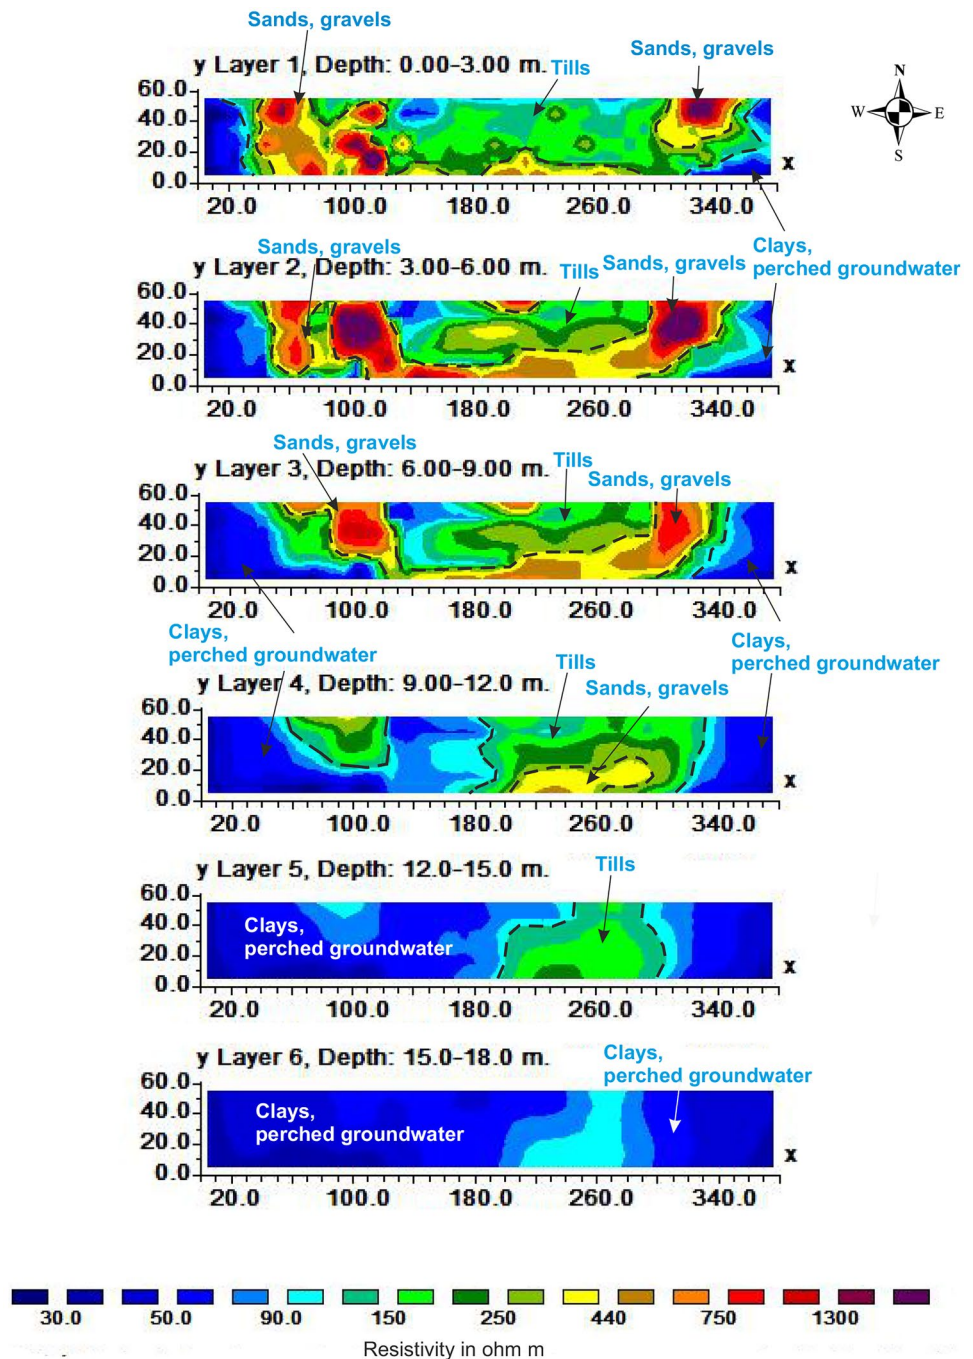 Sands, gravels
Sands, gravels
y Layer 1, Depth: 0.00-3.00 m.
Tills
N
W
E
S
60.0
40.0
20.0
0.0
x
20.0 100.0 180.0 260.0 340.0
Clays,
perched groundwater
Sands, gravels
y Layer 2, Depth: 3.00-6.00 m.
Tills
Sands, gravels
60.0
40.0
20.0
0.0
x
20.0 100.0 180.0 260.0 340.0
Sands, gravels
y Layer 3, Depth: 6.00-9.00 m.
Tills
Sands, gravels
60.0
40.0
20.0
0.0
x
20.0 100.0 180.0 260.0 340.0
Clays,
perched groundwater
Clays,
perched groundwater
y Layer 4, Depth: 9.00-12.0 m.
Tills
Sands, gravels
60.0
40.0
20.0
0.0
x
20.0 100.0 180.0 260.0 340.0
y Layer 5, Depth: 12.0-15.0 m.
Tills
60.0
40.0
20.0
0.0
Clays,
perched groundwater
x
20.0 100.0 180.0 260.0 340.0
y Layer 6, Depth: 15.0-18.0 m.
Clays,
perched groundwater
60.0
40.0
20.0
0.0
Clays,
perched groundwater
x
20.0 100.0 180.0 260.0 340.0
30.0 50.0 90.0 150 250 440 750 1300
Resistivity in ohm m